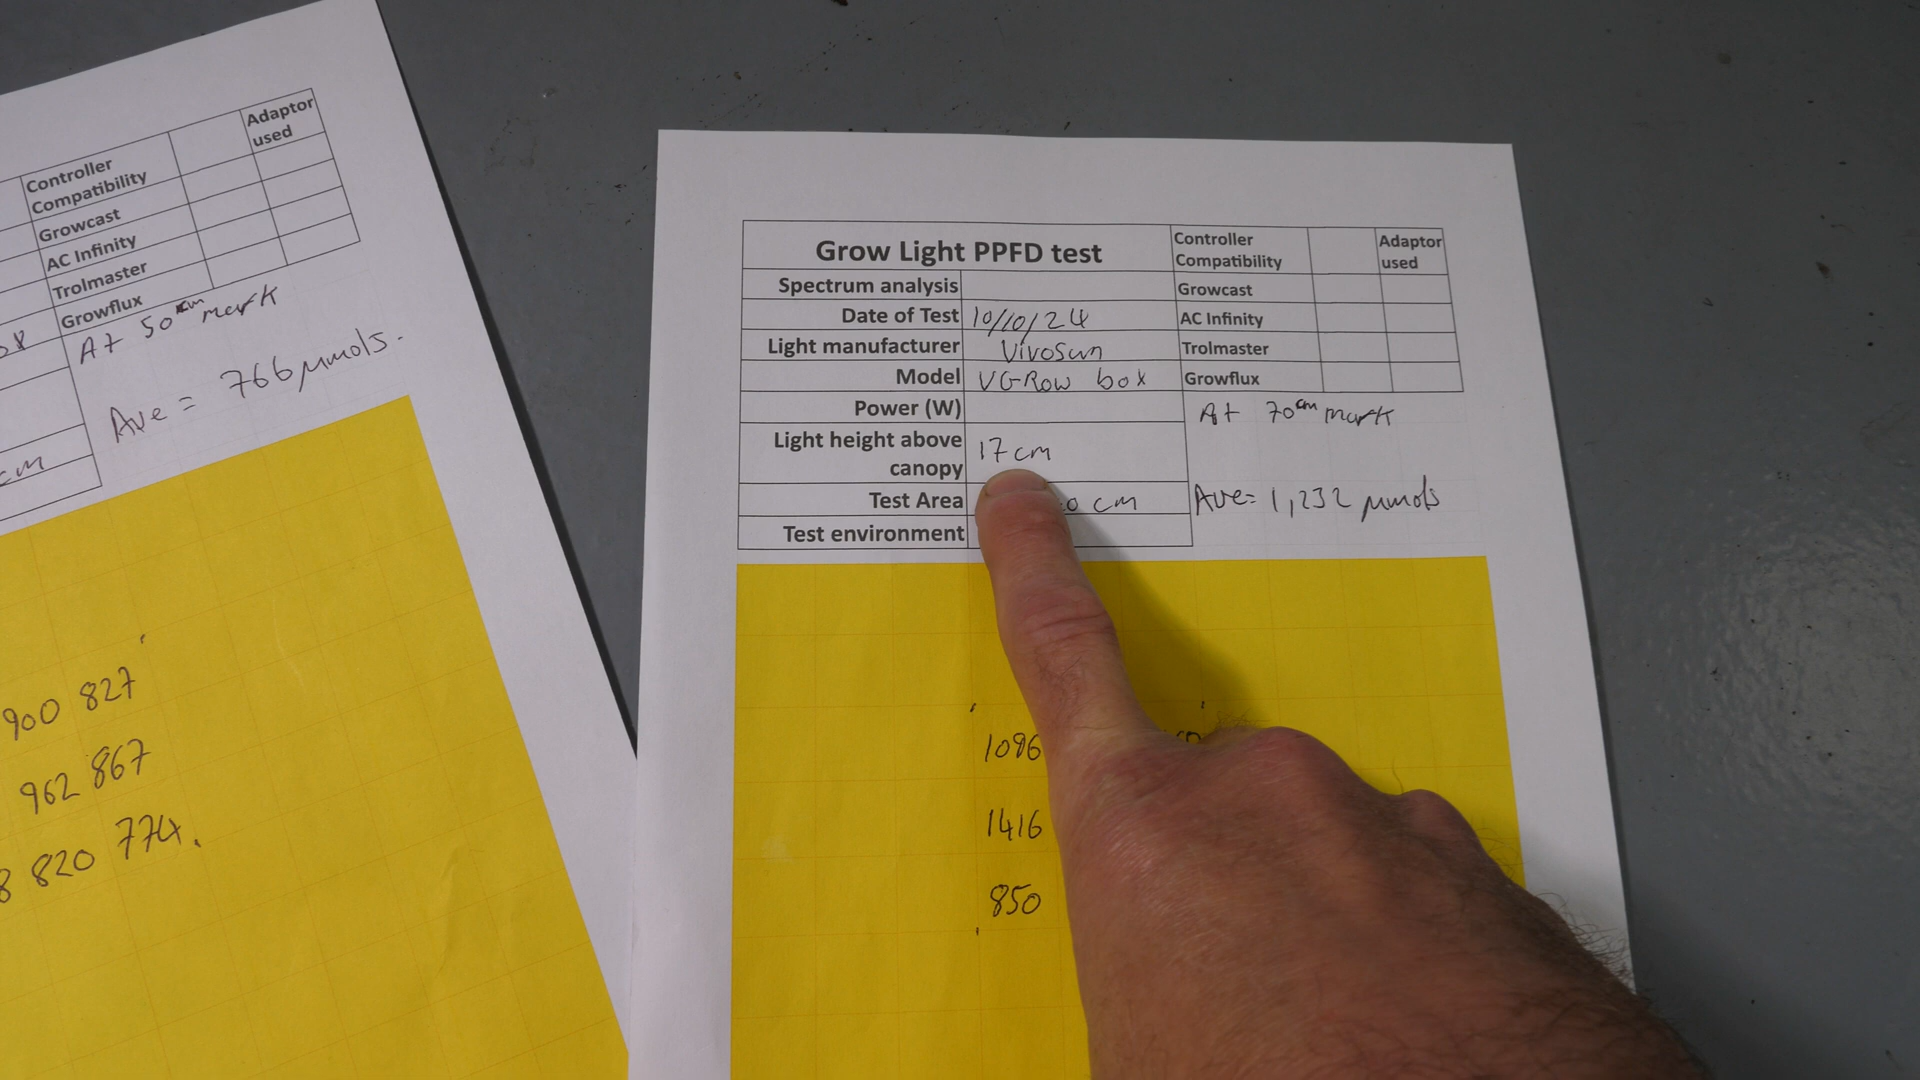 Adaptor
used
Controller
Compatibility
Growcast
AC Infinity
Trolmaster
Growflux
At 50cm mark
Ave = 766 μmols.
cm
900 827
962 867
820 774.
Grow Light PPFD test
Spectrum analysis
Date of Test 10/10/24
Light manufacturer VivoSun
Model VGRow box
Power (W)
Light height above
canopy 17cm
Test Area cm
Test environment
Controller
Compatibility
Adaptor
used
Growcast
AC Infinity
Trolmaster
Growflux
At 70cm mark
Ave= 1,232 μmols
1096
1416
850